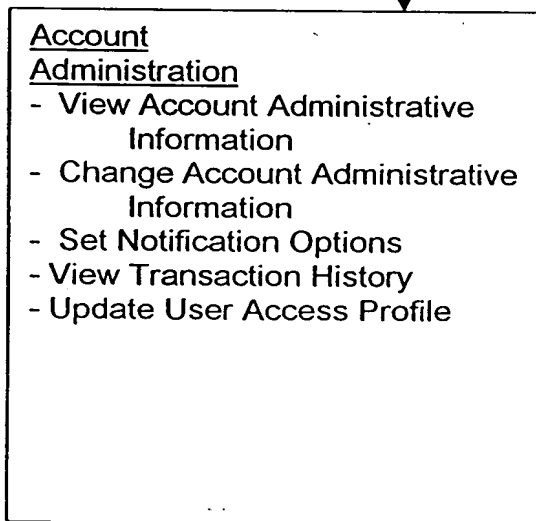 Account
Administration
- View Account Administrative
Information
- Change Account Administrative
Information
- Set Notification Options
- View Transaction History
- Update User Access Profile